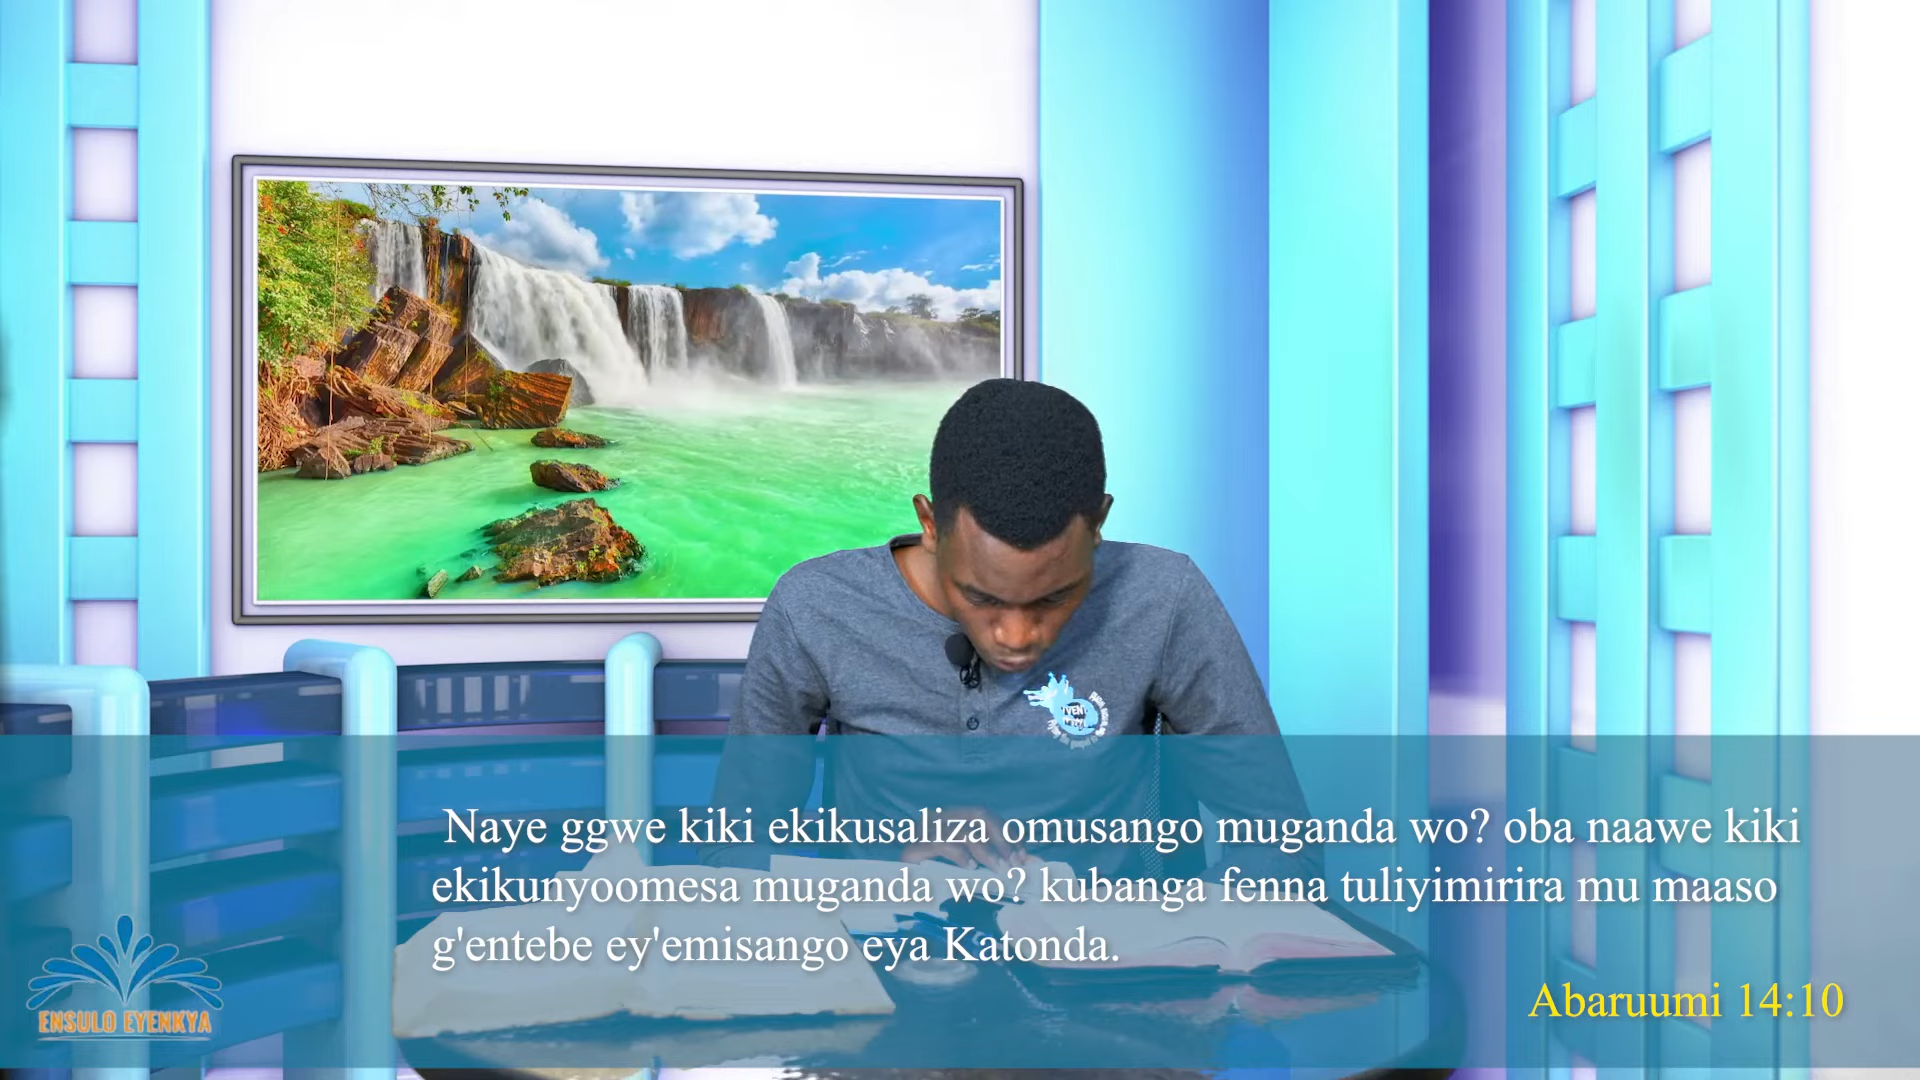 Naye ggwe kiki ekikusaliza omusango muganda wo? oba naawe kiki
ekikunyoomesa muganda wo? kubanga fenna tuliyimirira mu maaso
g'entebe ey'emisango eya Katonda.
Abaruumi 14:10
ENSULO EYENKYA